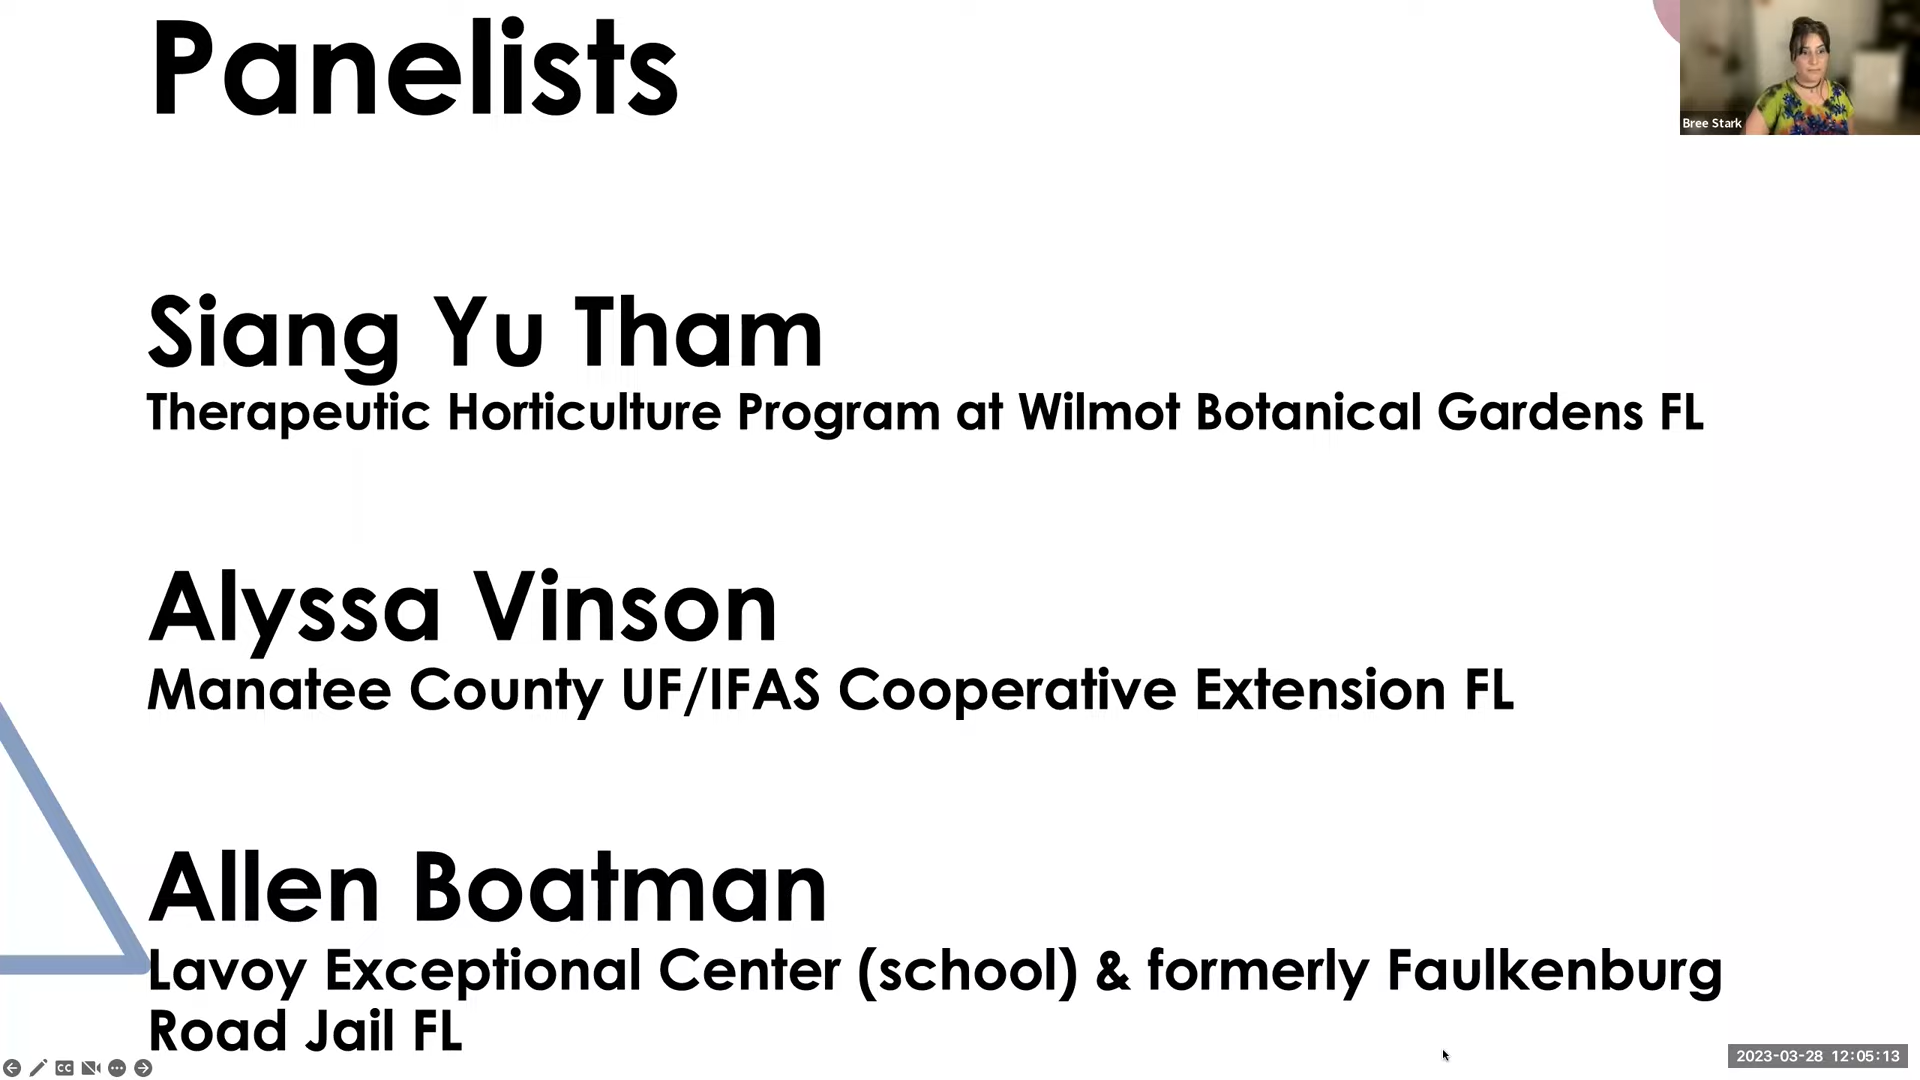 Panelists
Bree Stark
Siang Yu Tham
Therapeutic Horticulture Program at Wilmot Botanical Gardens FL
Alyssa Vinson
Manatee County UF/IFAS Cooperative Extension FL
Allen Boatman
Lavoy Exceptional Center (school) & formerly Faulkenburg
Road Jail FL
CC
2023-03-28 12:05:13